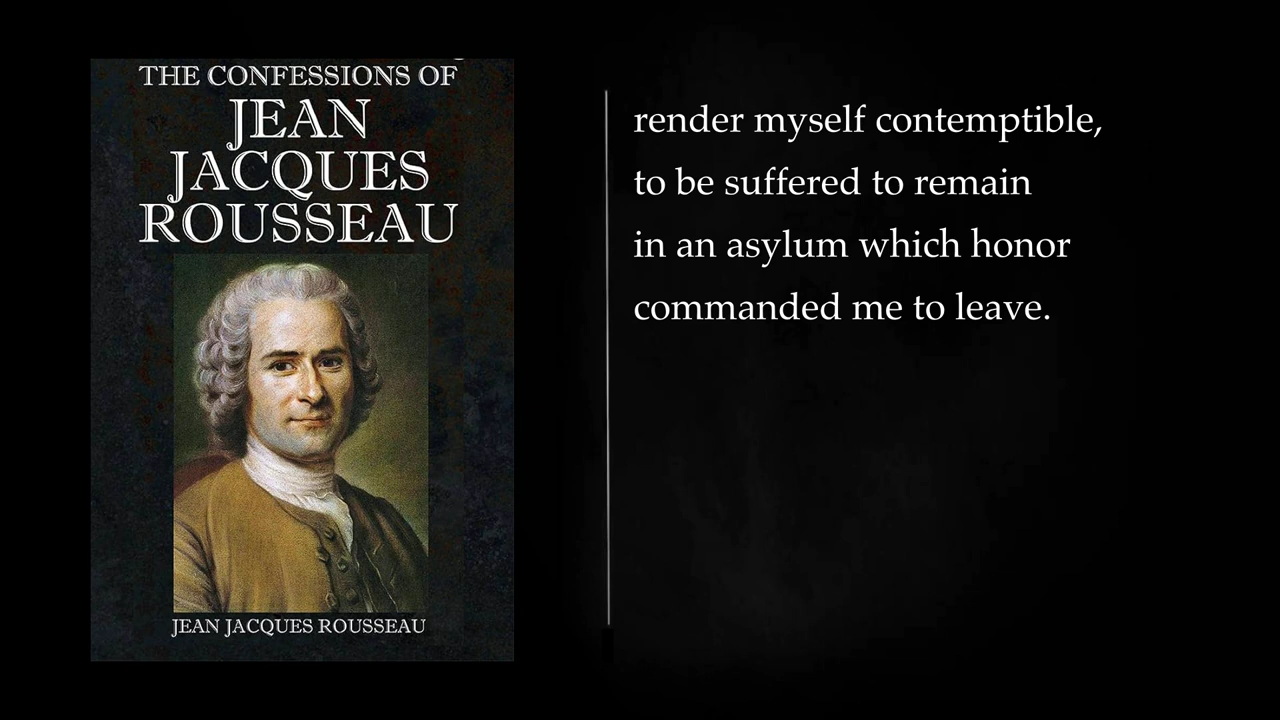 THE CONFESSIONS OF
JEAN
JACQUES
ROUSSEAU
JEAN JACQUES ROUSSEAU
render myself contemptible,
to be suffered to remain
in an asylum which honor
commanded me to leave.